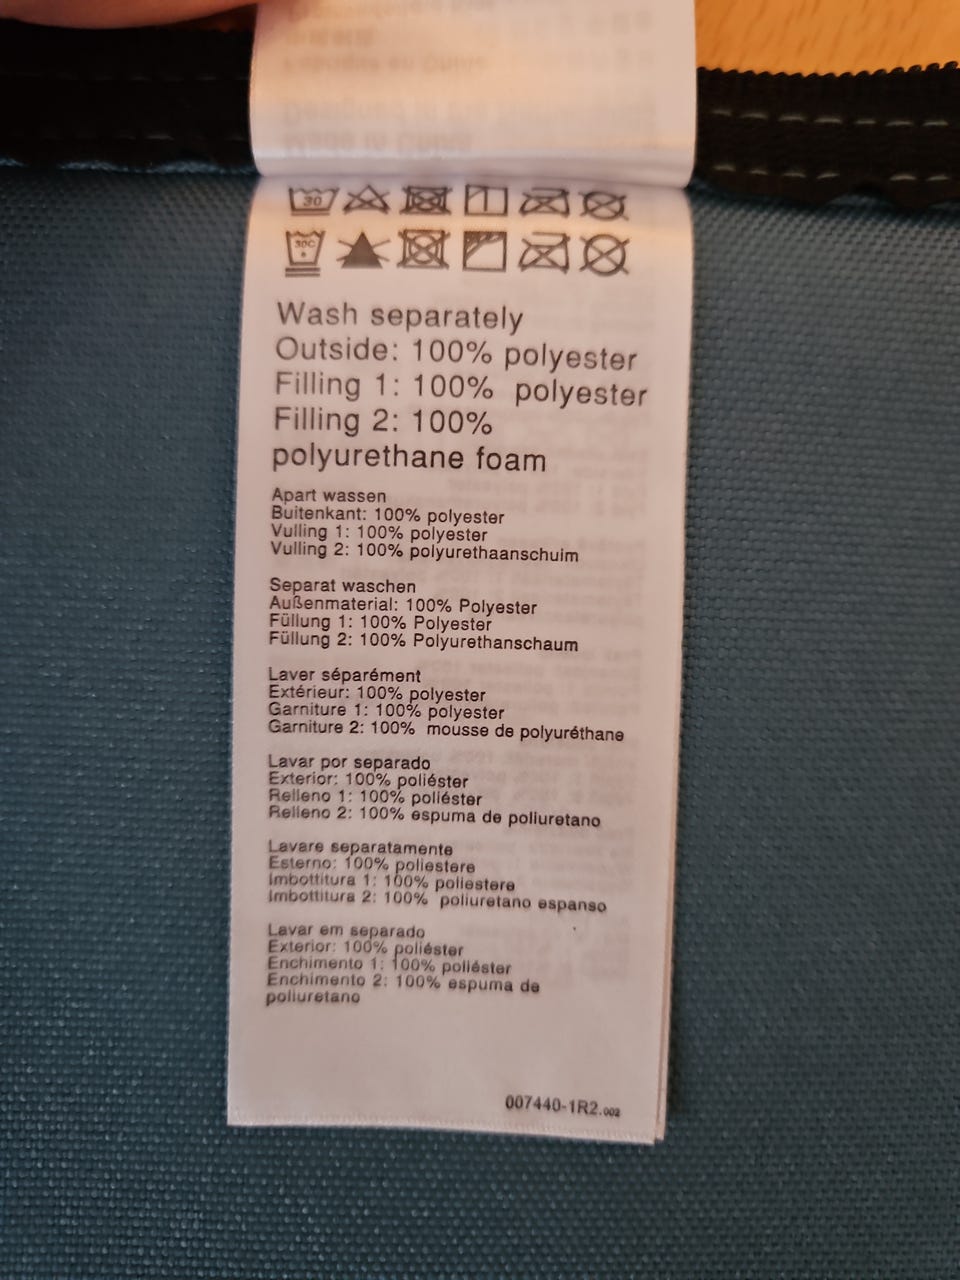 30
30C
Wash separately
Outside: 100% polyester
Filling 1: 100% polyester
Filling 2: 100%
polyurethane foam
Apart wassen
Buitenkant: 100% polyester
Vulling 1: 100% polyester
Vulling 2: 100% polyurethaanschuim
Separat waschen
Außenmaterial: 100% Polyester
Füllung 1: 100% Polyester
Füllung 2: 100% Polyurethanschaum
Laver séparément
Extérieur: 100% polyester
Garniture 1: 100% polyester
Garniture 2: 100% mousse de polyuréthane
Lavar por separado
Exterior: 100% poliéster
Relleno 1: 100% poliéster
Relleno 2: 100% espuma de poliuretano
Lavare separatamente
Esterno: 100% poliestere
Imbottitura 1: 100% poliestere
Imbottitura 2: 100% poliuretano espanso
Lavar em separado
Exterior: 100% poliéster
Enchimento 1: 100% poliéster
Enchimento 2: 100% espuma de
poliuretano
007440-1R2.002